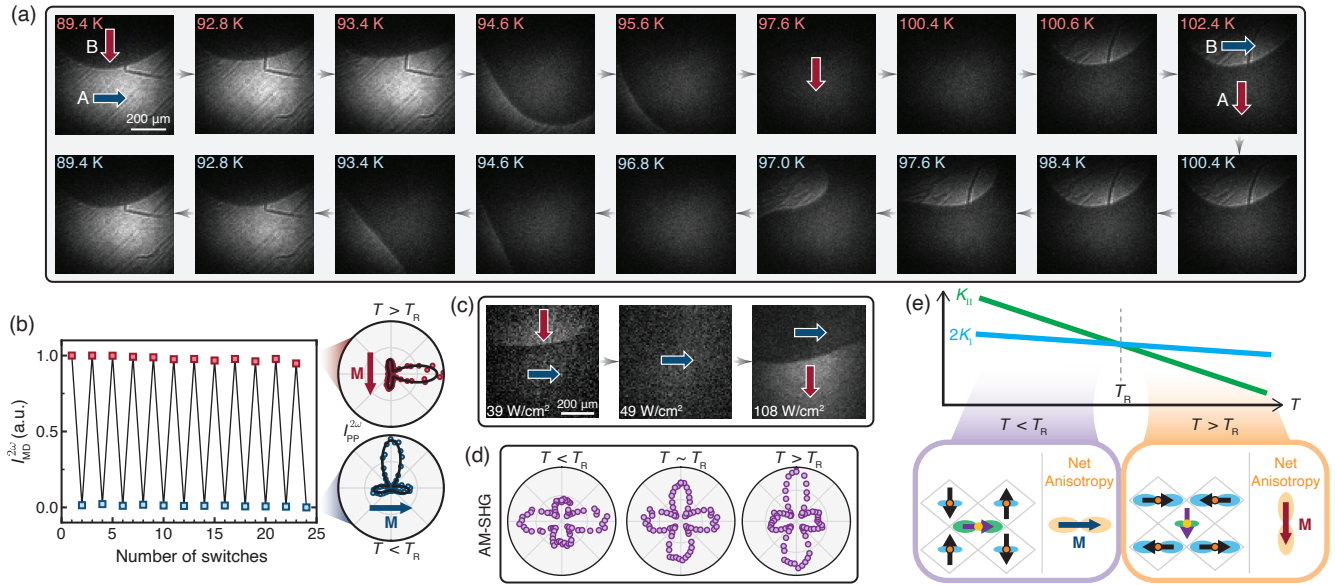 (a)
89.4 K 92.8 K 93.4 K 94.6 K 95.6 K 97.6 K 100.4 K 100.6 K 102.4 K
B
B
A
A
200 µm
89.4 K 92.8 K 93.4 K 94.6 K 96.8 K 97.0 K 97.6 K 98.4 K 100.4 K
(b)
I_MD^2ω (a.u.)
1.0
0.5
0.0
0 5 10 15 20 25
Number of switches
T > T_R
M
I_PP^2ω
M
T < T_R
(c)
39 W/cm² 200 µm 49 W/cm² 108 W/cm²
(d)
AM-SHG
T < T_R T ~ T_R T > T_R
(e)
K_II
2K_I
T_R
T
T < T_R T > T_R
Net
Anisotropy
M
Net
Anisotropy
M